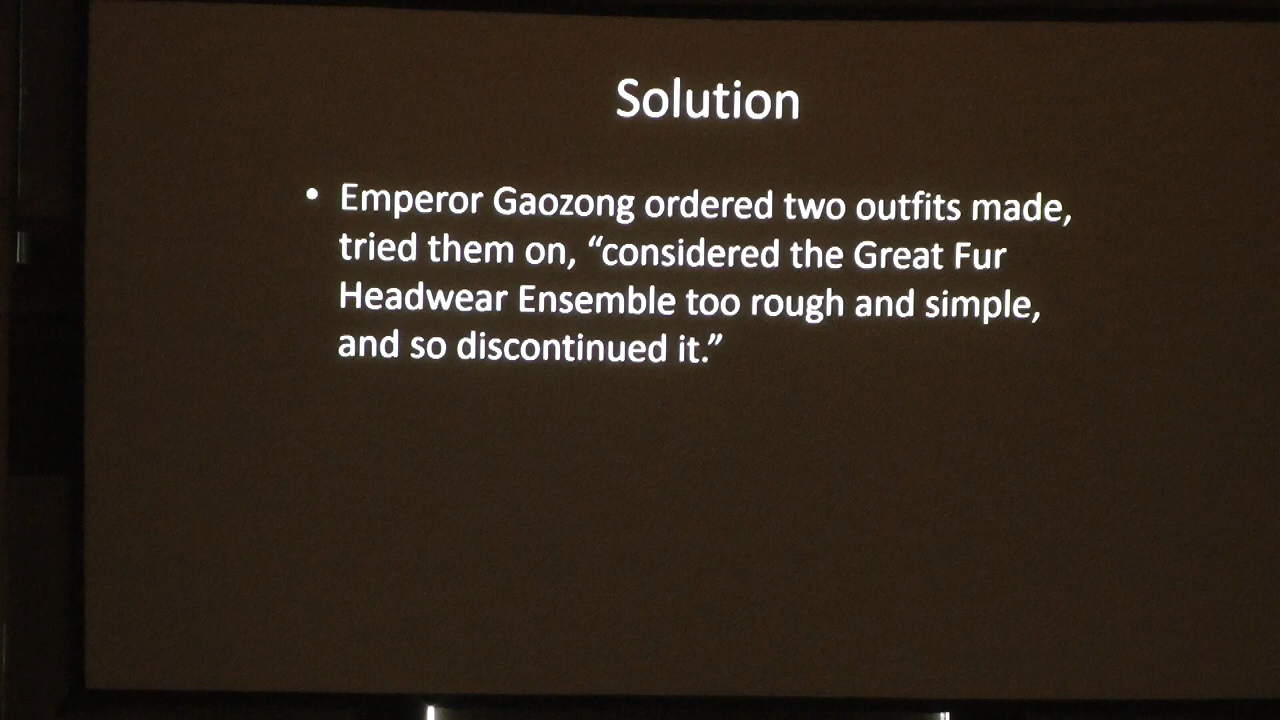 Solution
• Emperor Gaozong ordered two outfits made,
tried them on, “considered the Great Fur
Headwear Ensemble too rough and simple,
and so discontinued it.”